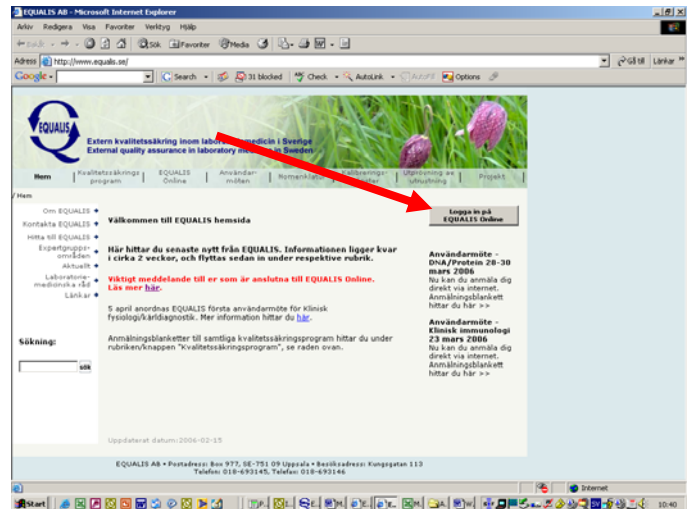 EQUALIS AB - Microsoft Internet Explorer
Arkiv Redigera Visa Favoriter Verktyg Hjälp
Sök Favoriter Media
Adress http://www.equalis.se/ Gå till Länkar »
Google Search 31 blocked Check AutoLink AutoFill Options
EQUALIS
Extern kvalitetssäkring inom laboratoriemedicin i Sverige
External quality assurance in laboratory medicine in Sweden
Hem
Kvalitetssäkrings
program
EQUALIS
Online
Användar-
möten
Nomenklatur
Utprovning av
utrustning
Projekt
/ Hem
Logga in på
EQUALIS Online
Om EQUALIS
Kontakta EQUALIS
Hitta till EQUALIS
Expertgrupps-
områden
Aktuellt
Laboratorie-
medicinska råd
Länkar
Sökning:
sök
Välkommen till EQUALIS hemsida
Här hittar du senaste nytt från EQUALIS. Informationen ligger kvar
i cirka 2 veckor, och flyttas sedan in under respektive rubrik.
Viktigt meddelande till er som är anslutna till EQUALIS Online.
Läs mer här.
5 april anordnas EQUALIS första användarmöte för Klinisk
fysiologi/kärldiagnostik. Mer information hittar du här.
Anmälningsblanketter till samtliga kvalitetssäkringsprogram hittar du under
rubriken/knappen "Kvalitetssäkringsprogram", se raden ovan.
Uppdaterat datum:2006-02-15
Användarmöte -
DNA/Protein 28-30
mars 2006
Nu kan du anmäla dig
direkt via internet.
Anmälningsblankett
hittar du här >>
Användarmöte -
Klinisk immunologi
23 mars 2006
Nu kan du anmäla dig
direkt via internet.
Anmälningsblankett
hittar du här >>
EQUALIS AB • Postadress: Box 977, SE-751 09 Uppsala • Besöksadress: Kungsgatan 113
Telefon: 018-693145, Telefax: 018-693146
Internet
Start 10:40